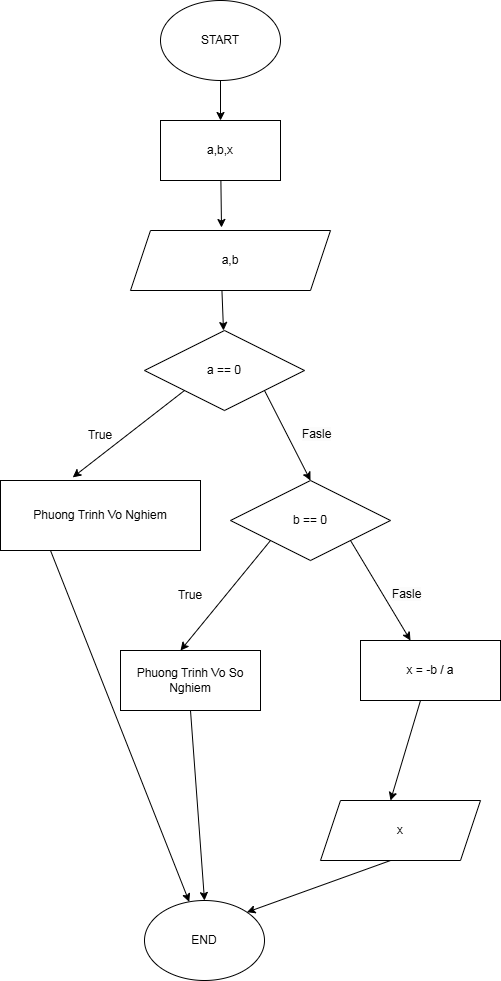 START
a,b,x
a,b
a == 0
True
Fasle
Phuong Trinh Vo Nghiem
b == 0
True
Fasle
Phuong Trinh Vo So
Nghiem
x = -b / a
x
END